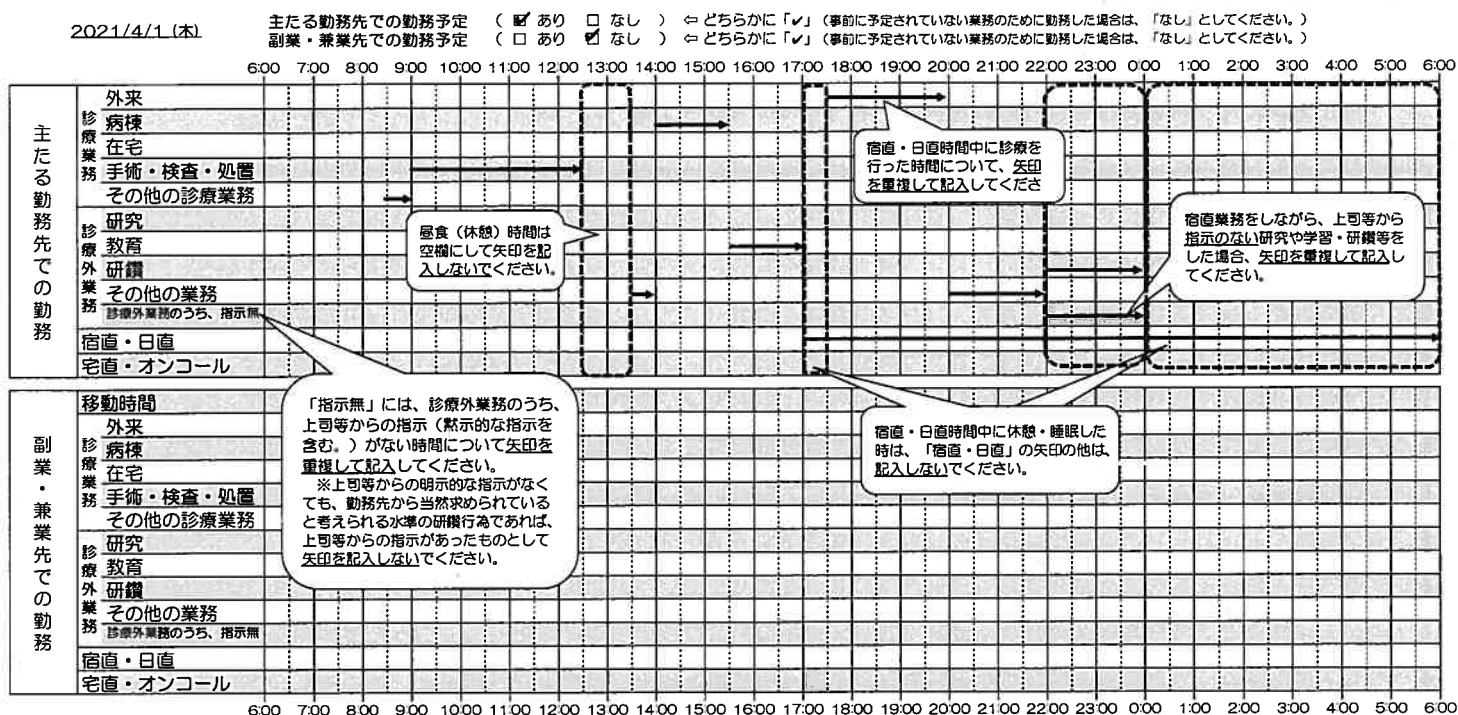 2021/4/1 (木)
主たる勤務先での勤務予定 ( ☑ あり □ なし ) ⇐ どちらかに「✔」(事前に予定されていない業務のために勤務した場合は、「なし」としてください。)
副業・兼業先での勤務予定 ( □ あり ☑ なし ) ⇐ どちらかに「✔」(事前に予定されていない業務のために勤務した場合は、「なし」としてください。)
6:00 7:00 8:00 9:00 10:00 11:00 12:00 13:00 14:00 15:00 16:00 17:00 18:00 19:00 20:00 21:00 22:00 23:00 0:00 1:00 2:00 3:00 4:00 5:00 6:00
主たる勤務先での勤務
診療業務
外来
病棟
在宅
手術・検査・処置
その他の診療業務
診療外業務
研究
教育
研鑽
その他の業務
診療外業務のうち、指示無
宿直・日直
宅直・オンコール
昼食(休憩)時間は
空欄にして矢印を記
入しないでください。
宿直・日直時間中に診療を
行った時間について、矢印
を重複して記入してくださ
宿直業務をしながら、上司等から
指示のない研究や学習・研鑽等を
した場合、矢印を重複して記入し
てください。
「指示無」には、診療外業務のうち、
上司等からの指示(黙示的な指示を
含む。)がない時間について矢印を
重複して記入してください。
※上司等からの明示的な指示がなく
ても、勤務先から当然求められている
と考えられる水準の研鑽行為であれば、
上司等からの指示があったものとして
矢印を記入しないでください。
宿直・日直時間中に休憩・睡眠した
時は、「宿直・日直」の矢印の他は、
記入しないでください。
副業・兼業先での勤務
移動時間
診療業務
外来
病棟
在宅
手術・検査・処置
その他の診療業務
診療外業務
研究
教育
研鑽
その他の業務
診療外業務のうち、指示無
宿直・日直
宅直・オンコール
6:00 7:00 8:00 9:00 10:00 11:00 12:00 13:00 14:00 15:00 16:00 17:00 18:00 19:00 20:00 21:00 22:00 23:00 0:00 1:00 2:00 3:00 4:00 5:00 6:00